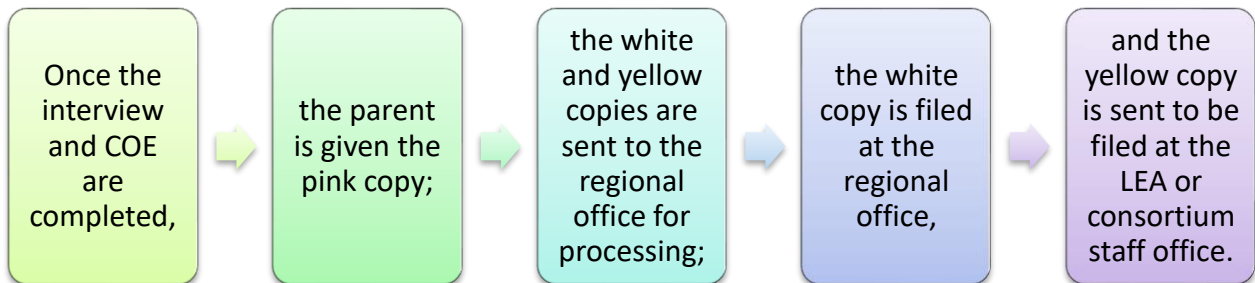 Once the
interview
and COE
are
completed,
the parent
is given the
pink copy;
the white
and yellow
copies are
sent to the
regional
office for
processing;
the white
copy is filed
at the
regional
office,
and the
yellow copy
is sent to be
filed at the
LEA or
consortium
staff office.